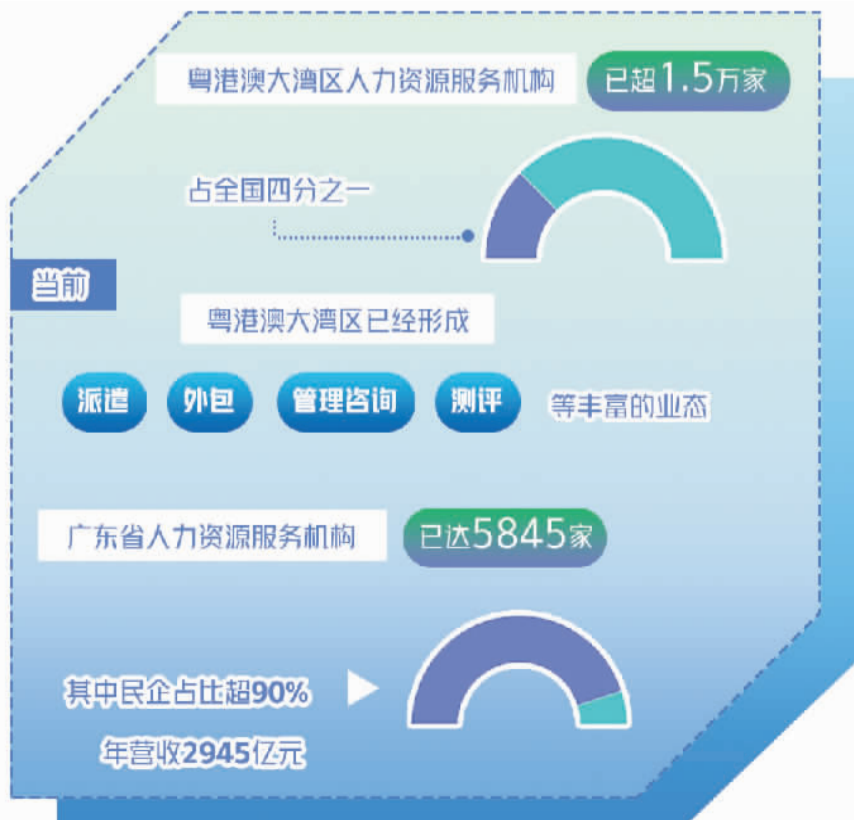 粤港澳大湾区人力资源服务机构 已超1.5万家
占全国四分之一
当前
粤港澳大湾区已经形成
派遣 外包 管理咨询 测评 等丰富的业态
广东省人力资源服务机构 已达5845家
其中民企占比超90%
年营收2945亿元